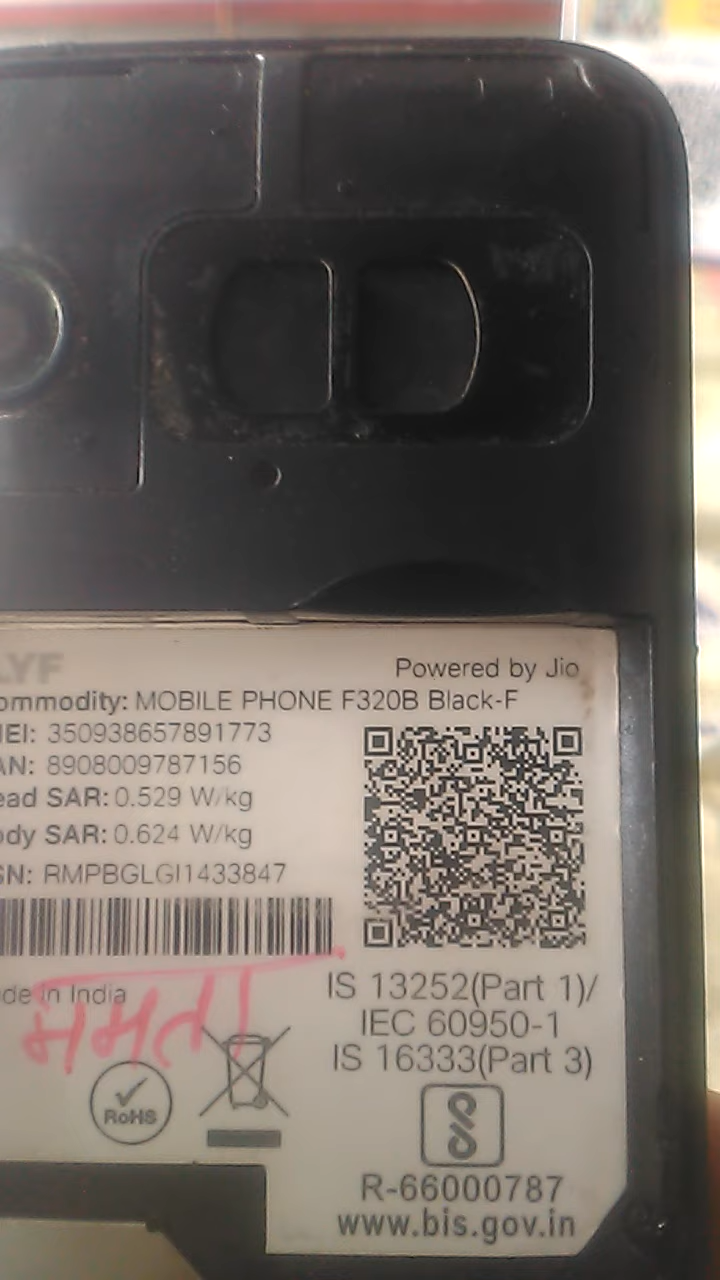 LYF
Powered by Jio
ommodity: MOBILE PHONE F320B Black-F
IEI: 350938657891773
AN: 8908009787156
ead SAR: 0.529 W/kg
ody SAR: 0.624 W/kg
SN: RMPBGLGI1433847
de in India
ममता
RoHS
IS 13252(Part 1)/
IEC 60950-1
IS 16333(Part 3)
R-66000787
www.bis.gov.in